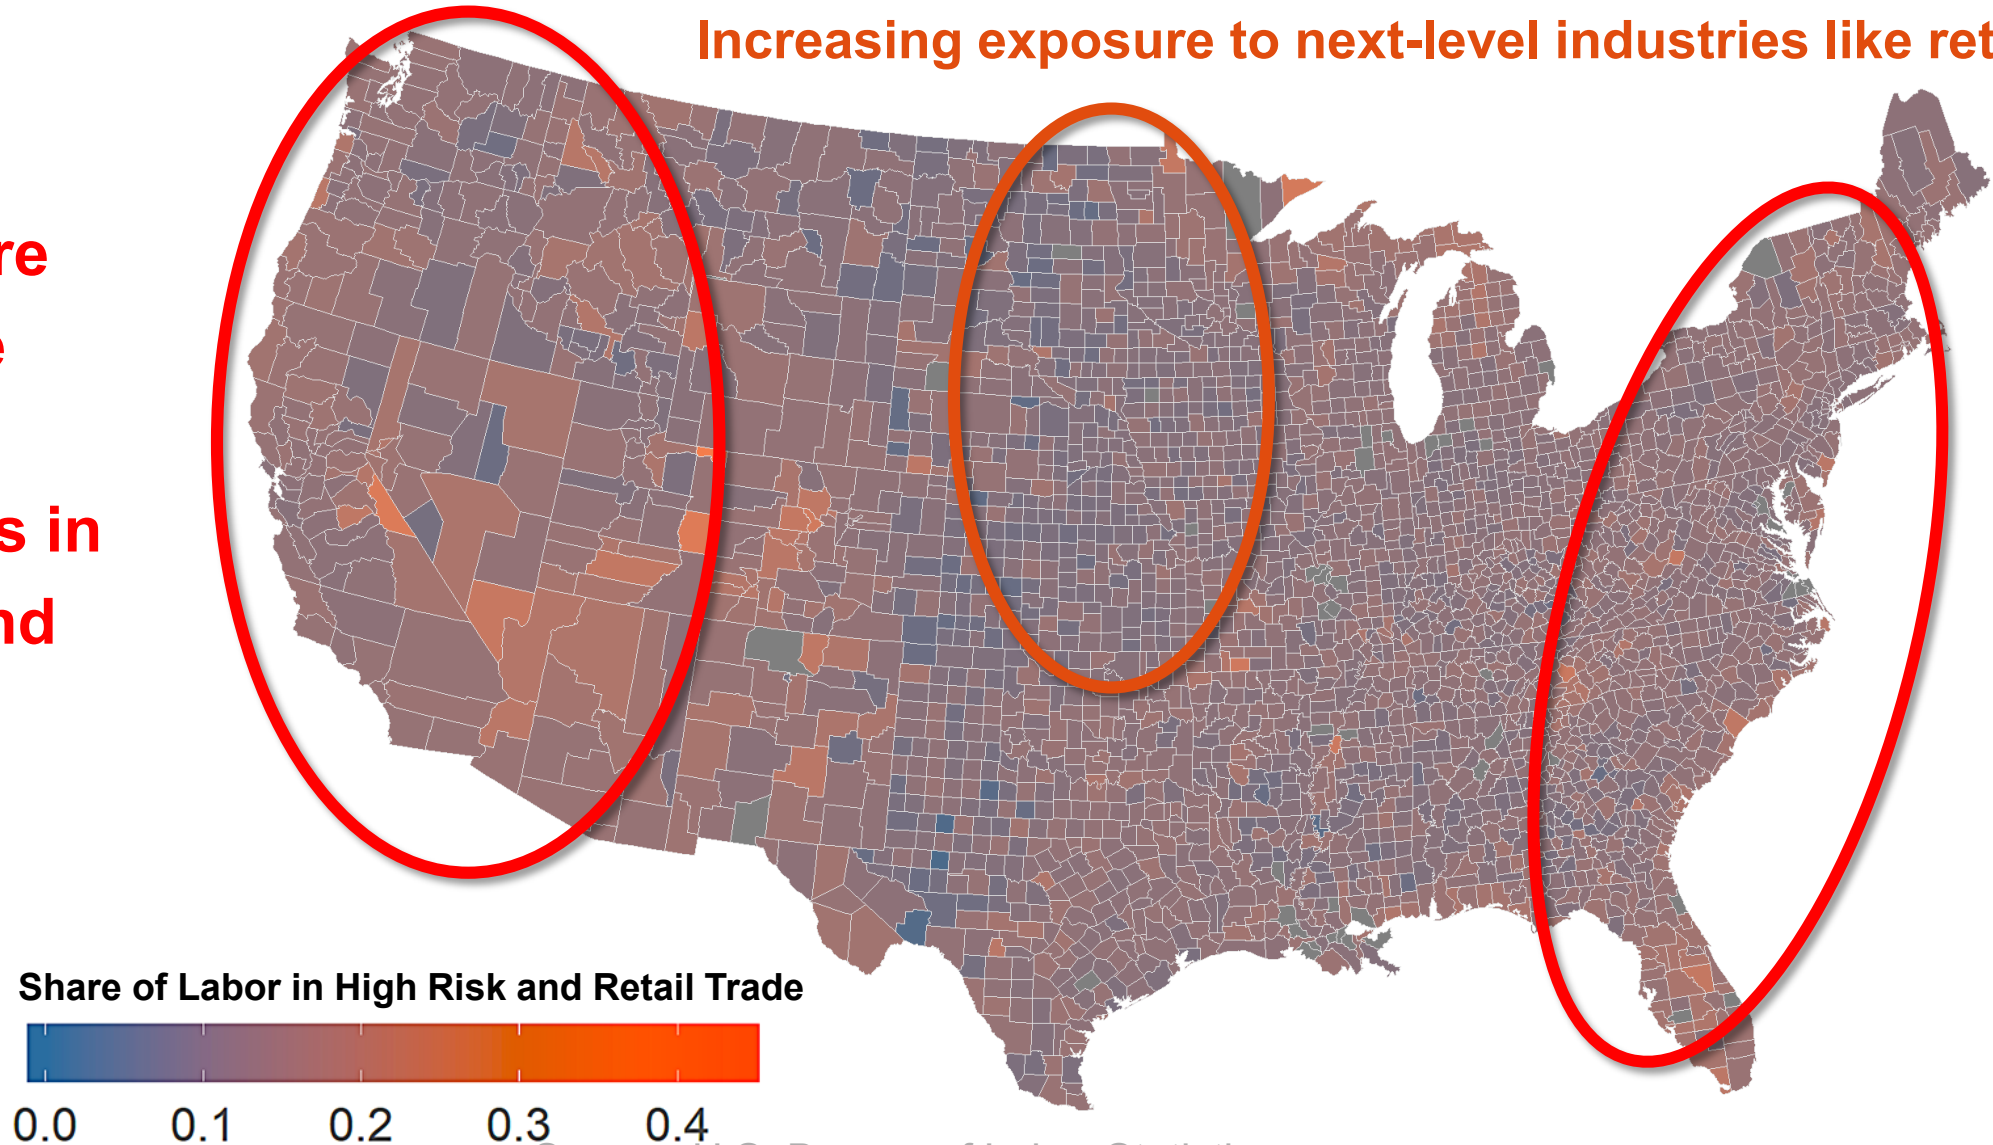 Increasing exposure to next-level industries like ret
re
e
s in
nd
Share of Labor in High Risk and Retail Trade
0.0 0.1 0.2 0.3 0.4